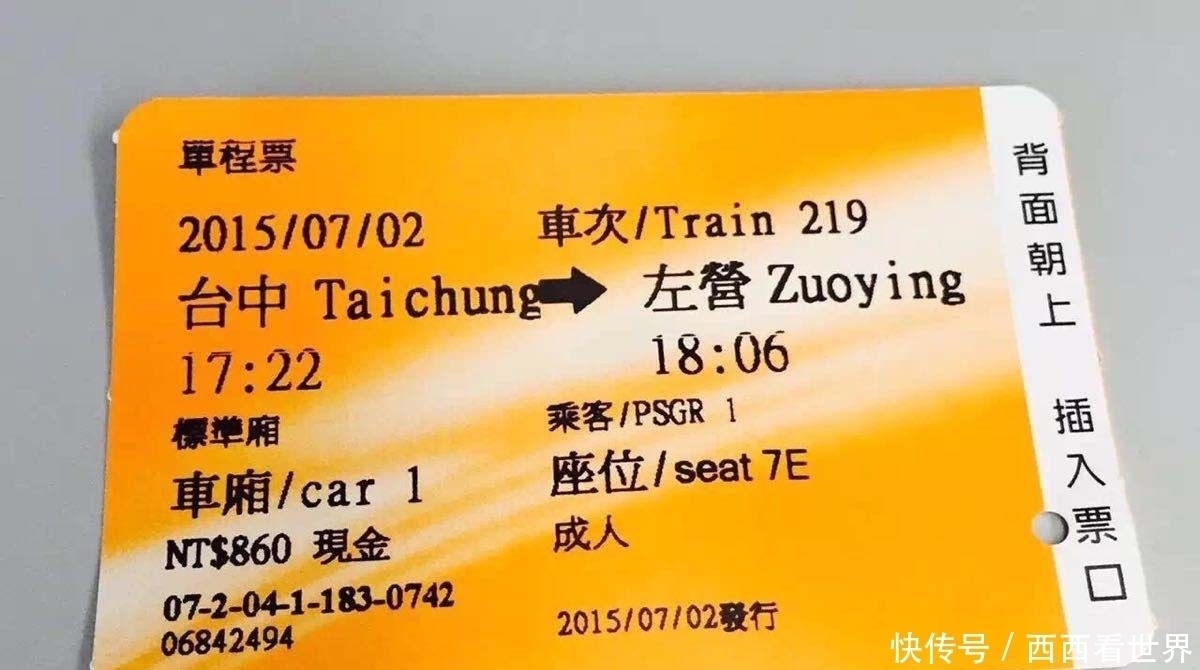 單程票
2015/07/02 車次/Train 219
台中 Taichung➡左營 Zuoying
17:22 18:06
標準廂 乘客/PSGR 1
車廂/car 1 座位/seat 7E
NT$860 現金 成人
07-2-04-1-183-0742
06842494 2015/07/02發行
背面朝上 插入票口
快传号 / 西西看世界